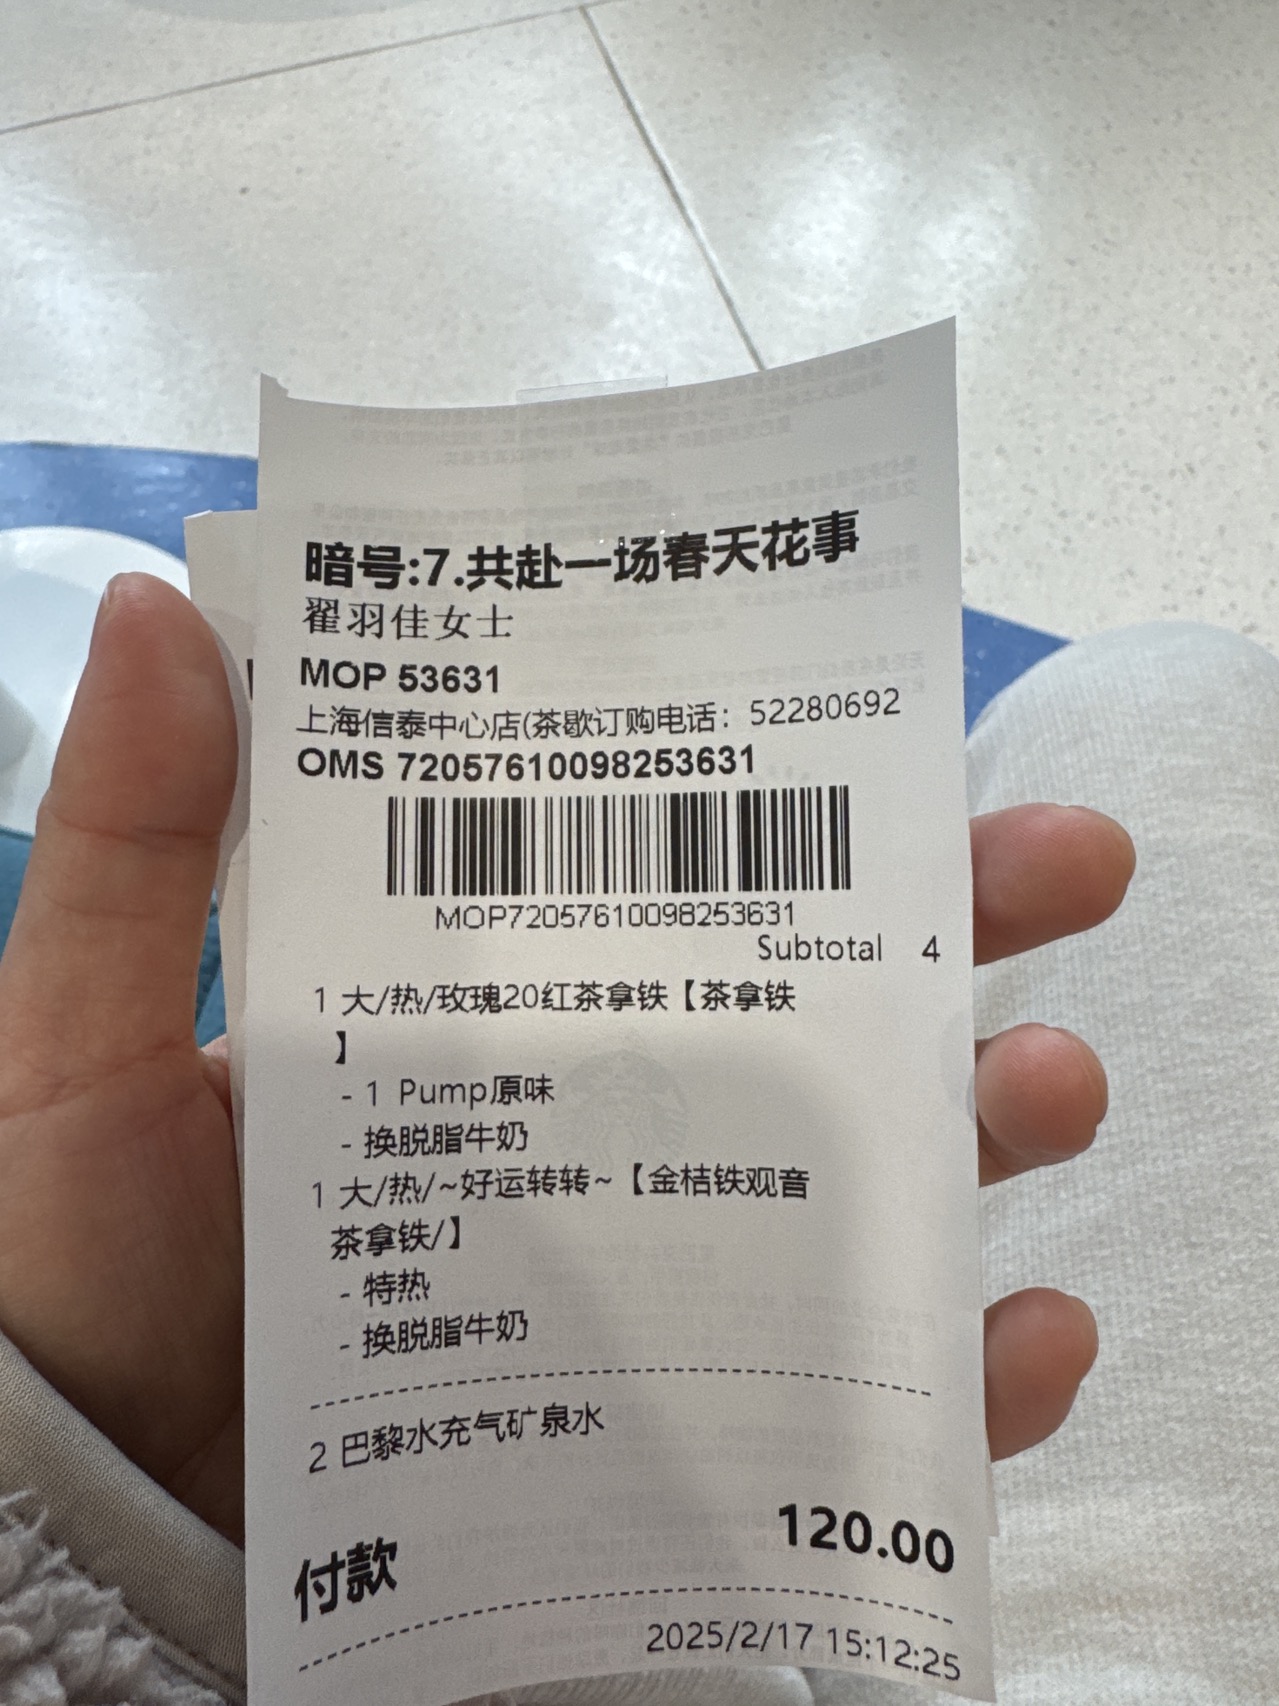 暗号:7.共赴一场春天花事
翟羽佳女士
MOP 53631
上海信泰中心店(茶歇订购电话：52280692
OMS 72057610098253631
MOP72057610098253631
Subtotal 4
1 大/热/玫瑰20红茶拿铁【茶拿铁
】
- 1 Pump原味
- 换脱脂牛奶
1 大/热/~好运转转~【金桔铁观音
茶拿铁/】
- 特热
- 换脱脂牛奶
2 巴黎水充气矿泉水
付款 120.00
2025/2/17 15:12:25